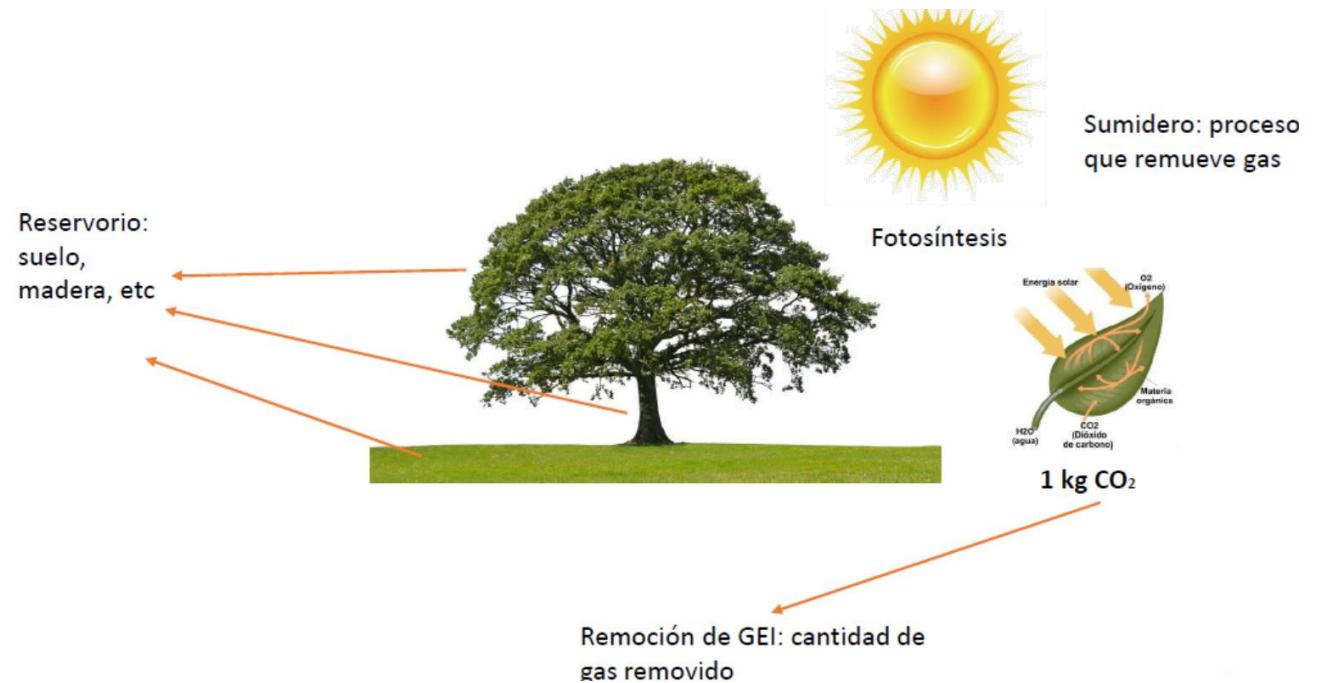 Sumidero: proceso
que remueve gas
Reservorio:
suelo,
madera, etc
Fotosíntesis
Energía solar
O2
(Oxígeno)
Materia
orgánica
H2O
(agua)
CO2
(Dióxido
de carbono)
1 kg CO₂
Remoción de GEI: cantidad de
gas removido